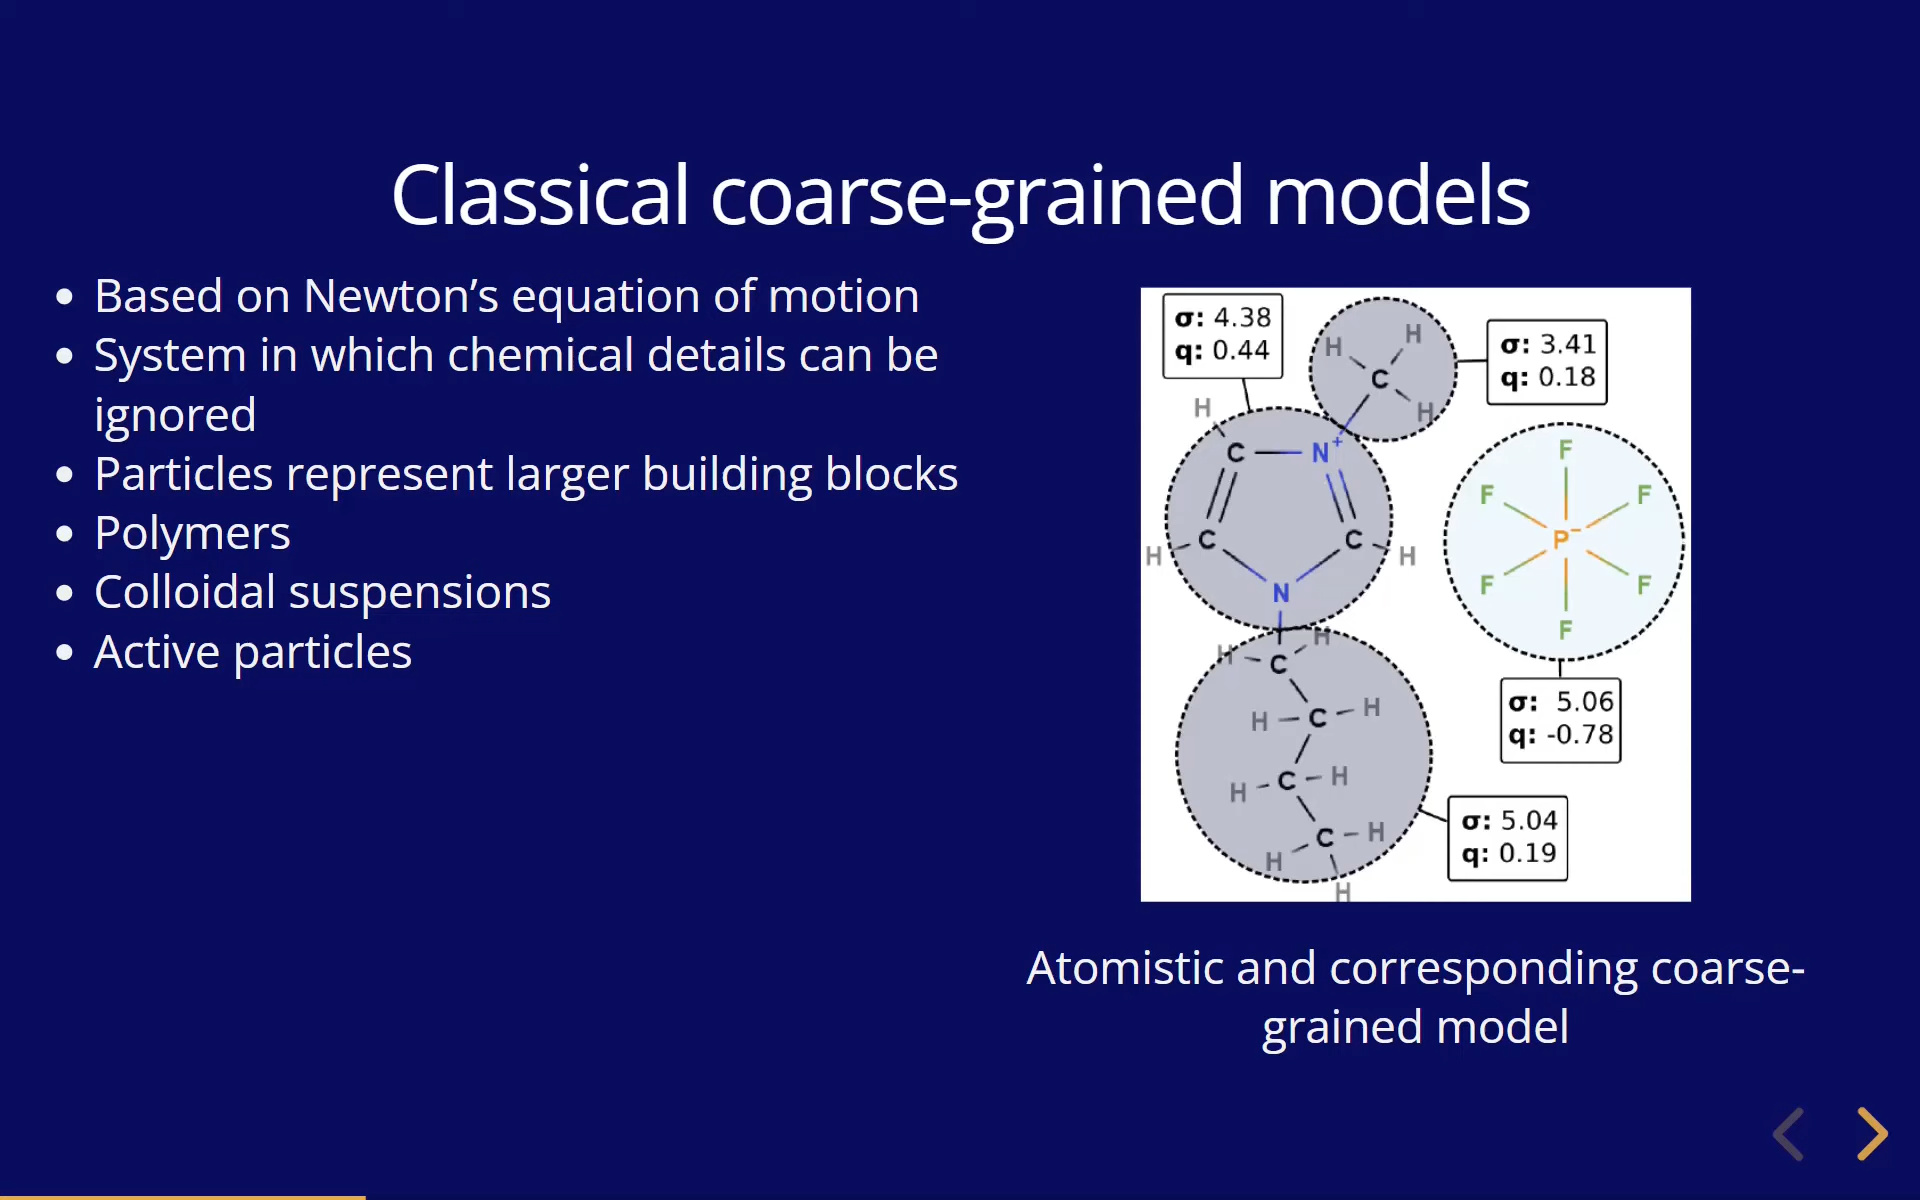 Classical coarse-grained models
• Based on Newton’s equation of motion
• System in which chemical details can be
ignored
• Particles represent larger building blocks
• Polymers
• Colloidal suspensions
• Active particles
σ: 4.38
q: 0.44
σ: 3.41
q: 0.18
H H
C
H
H
C N+
C C
H H
N
F
F F
P−
F F
F
H H
C
H C H
H C H
C H
H
H
σ: 5.06
q: -0.78
σ: 5.04
q: 0.19
Atomistic and corresponding coarse-
grained model